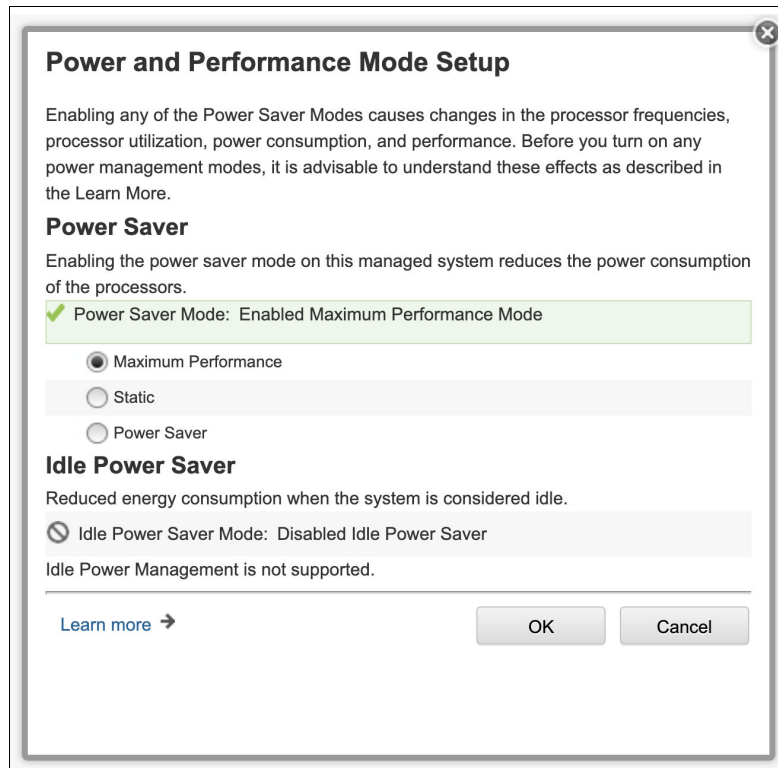 Power and Performance Mode Setup
Enabling any of the Power Saver Modes causes changes in the processor frequencies,
processor utilization, power consumption, and performance. Before you turn on any
power management modes, it is advisable to understand these effects as described in
the Learn More.
Power Saver
Enabling the power saver mode on this managed system reduces the power consumption
of the processors.
Power Saver Mode: Enabled Maximum Performance Mode
Maximum Performance
Static
Power Saver
Idle Power Saver
Reduced energy consumption when the system is considered idle.
Idle Power Saver Mode: Disabled Idle Power Saver
Idle Power Management is not supported.
Learn more OK Cancel